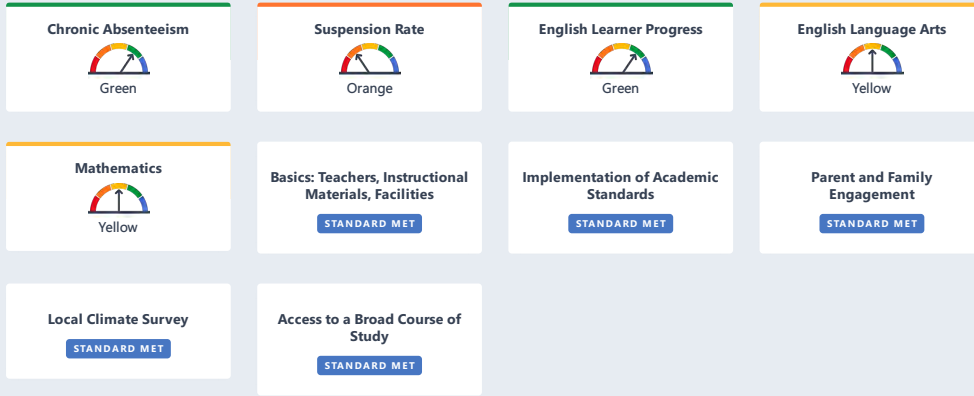 Chronic Absenteeism
Green
Suspension Rate
Orange
English Learner Progress
Green
English Language Arts
Yellow
Mathematics
Yellow
Basics: Teachers, Instructional
Materials, Facilities
STANDARD MET
Implementation of Academic
Standards
STANDARD MET
Parent and Family
Engagement
STANDARD MET
Local Climate Survey
STANDARD MET
Access to a Broad Course of
Study
STANDARD MET